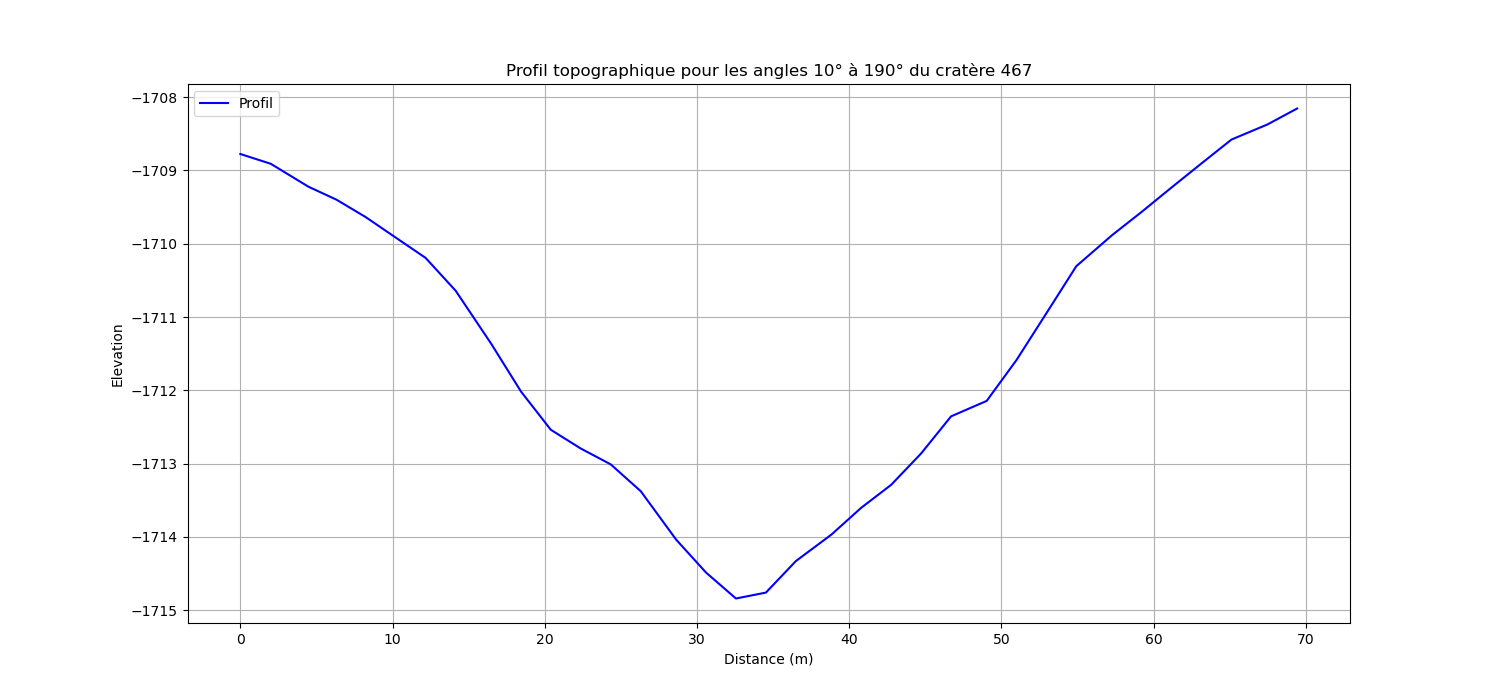 Profil topographique pour les angles 10° à 190° du cratère 467
Profil
−1708
−1709
−1710
−1711
−1712
−1713
−1714
−1715
Elevation
0 10 20 30 40 50 60 70
Distance (m)